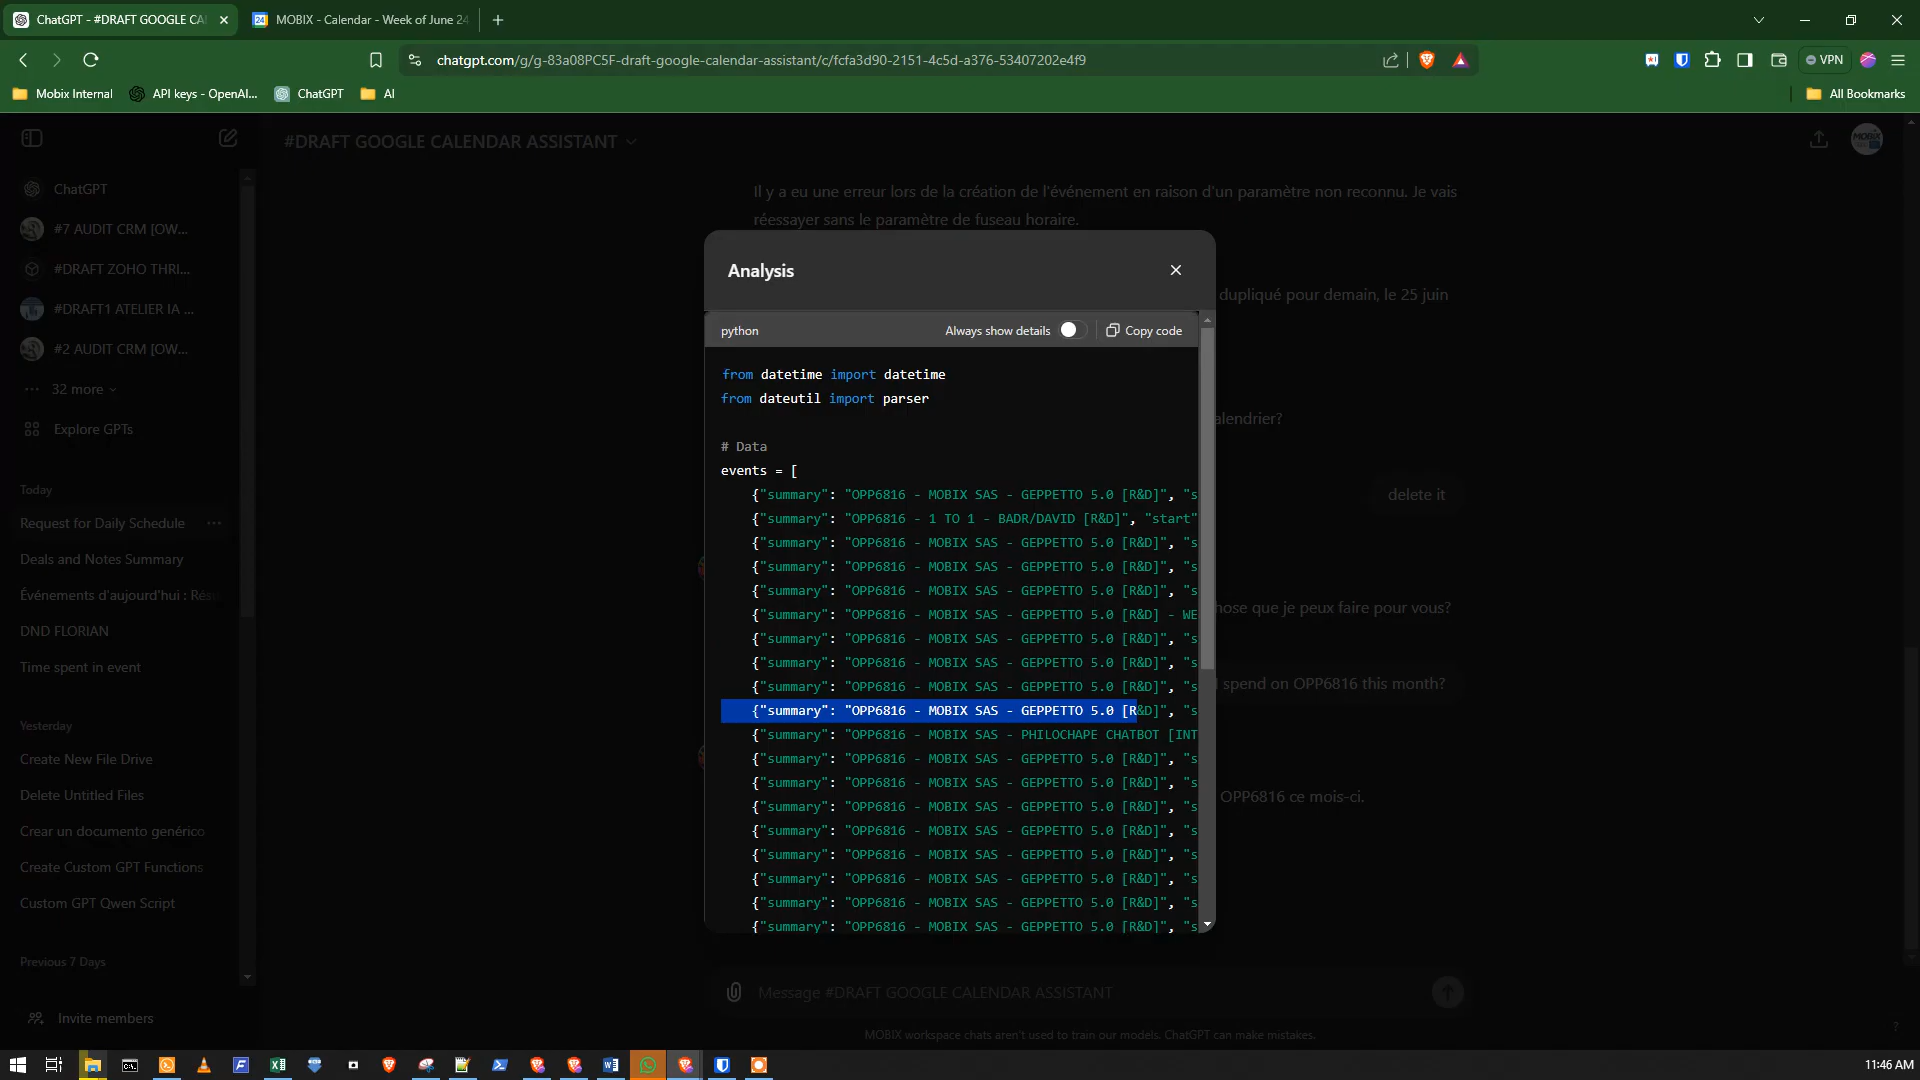 ChatGPT - #DRAFT GOOGLE CA
MOBIX - Calendar - Week of June 24
chatgpt.com/g/g-83a08PC5F-draft-google-calendar-assistant/c/fcfa3d90-2151-4c5d-a376-53407202e4f9
VPN
Mobix Internal
API keys - OpenAI...
ChatGPT
AI
All Bookmarks
#DRAFT GOOGLE CALENDAR ASSISTANT
ChatGPT
#7 AUDIT CRM [OW...
#DRAFT ZOHO THRI...
#DRAFT1 ATELIER IA ...
#2 AUDIT CRM [OW...
32 more
Explore GPTs
Today
Request for Daily Schedule
Deals and Notes Summary
Événements d'aujourd'hui : Rés
DND FLORIAN
Time spent in event
Yesterday
Create New File Drive
Delete Untitled Files
Crear un documento genérico
Create Custom GPT Functions
Custom GPT Qwen Script
Previous 7 Days
Invite members
Il y a eu une erreur lors de la création de l'événement en raison d'un paramètre non reconnu. Je vais
réessayer sans le paramètre de fuseau horaire.
dupliqué pour demain, le 25 juin
alendrier?
delete it
hose que je peux faire pour vous?
I spend on OPP6816 this month?
OPP6816 ce mois-ci.
Analysis
python
Always show details
Copy code
from datetime import datetime
from dateutil import parser
# Data
events = [
{"summary": "OPP6816 - MOBIX SAS - GEPPETTO 5.0 [R&D]", "s
{"summary": "OPP6816 - 1 TO 1 - BADR/DAVID [R&D]", "start"
{"summary": "OPP6816 - MOBIX SAS - GEPPETTO 5.0 [R&D]", "s
{"summary": "OPP6816 - MOBIX SAS - GEPPETTO 5.0 [R&D]", "s
{"summary": "OPP6816 - MOBIX SAS - GEPPETTO 5.0 [R&D]", "s
{"summary": "OPP6816 - MOBIX SAS - GEPPETTO 5.0 [R&D] - WE
{"summary": "OPP6816 - MOBIX SAS - GEPPETTO 5.0 [R&D]", "s
{"summary": "OPP6816 - MOBIX SAS - GEPPETTO 5.0 [R&D]", "s
{"summary": "OPP6816 - MOBIX SAS - GEPPETTO 5.0 [R&D]", "s
{"summary": "OPP6816 - MOBIX SAS - GEPPETTO 5.0 [R&D]", "s
{"summary": "OPP6816 - MOBIX SAS - PHILOCHAPE CHATBOT [INT
{"summary": "OPP6816 - MOBIX SAS - GEPPETTO 5.0 [R&D]", "s
{"summary": "OPP6816 - MOBIX SAS - GEPPETTO 5.0 [R&D]", "s
{"summary": "OPP6816 - MOBIX SAS - GEPPETTO 5.0 [R&D]", "s
{"summary": "OPP6816 - MOBIX SAS - GEPPETTO 5.0 [R&D]", "s
{"summary": "OPP6816 - MOBIX SAS - GEPPETTO 5.0 [R&D]", "s
{"summary": "OPP6816 - MOBIX SAS - GEPPETTO 5.0 [R&D]", "s
{"summary": "OPP6816 - MOBIX SAS - GEPPETTO 5.0 [R&D]", "s
{"summary": "OPP6816 - MOBIX SAS - GEPPETTO 5.0 [R&D]", "s
Message #DRAFT GOOGLE CALENDAR ASSISTANT
MOBIX workspace chats aren't used to train our models. ChatGPT can make mistakes.
?
11:46 AM